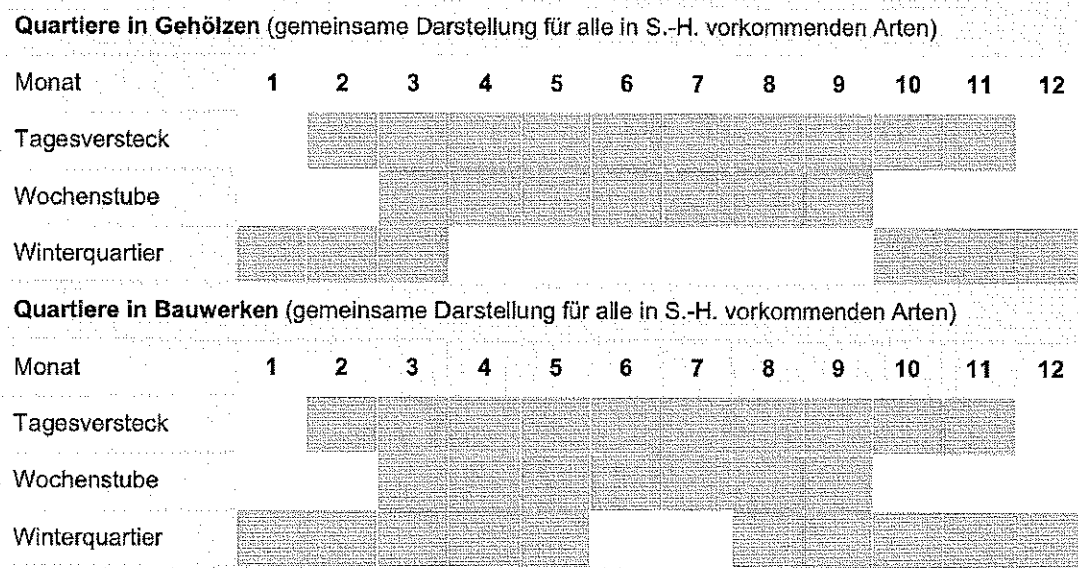 Quartiere in Gehölzen (gemeinsame Darstellung für alle in S.-H. vorkommenden Arten)
Monat 1 2 3 4 5 6 7 8 9 10 11 12
Tagesversteck
Wochenstube
Winterquartier
Quartiere in Bauwerken (gemeinsame Darstellung für alle in S.-H. vorkommenden Arten)
Monat 1 2 3 4 5 6 7 8 9 10 11 12
Tagesversteck
Wochenstube
Winterquartier